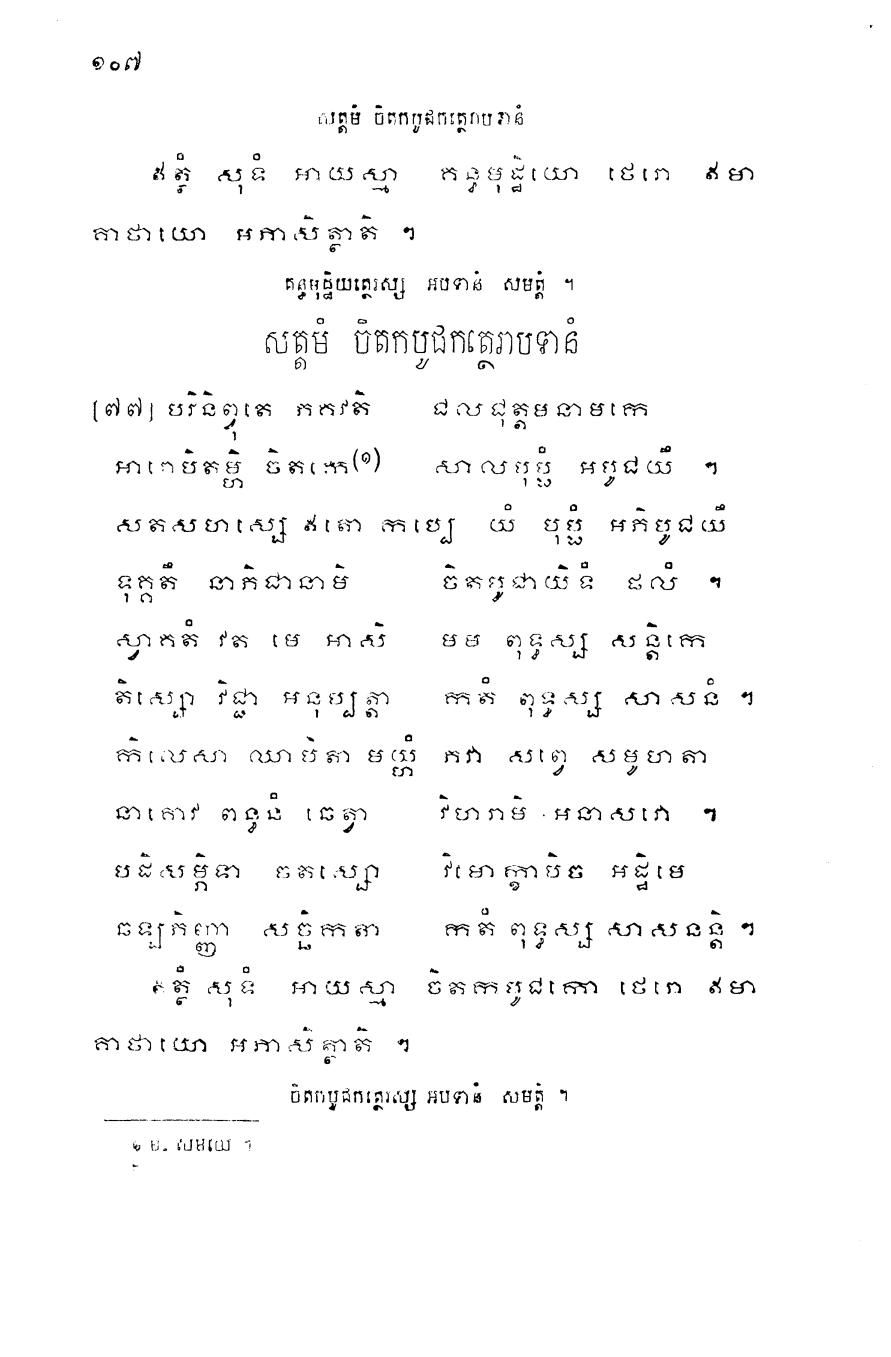 ១០៧
សត្តមំ ចិតកបូជកត្ថេរាបទានំ
ឥត្ថំ សុទំ អាយស្មា គន្ធមុដ្ឋិយោ ថេរោ ឥមា
គាថាយោ អភាសិត្ថាតិ ។
គន្ធមុដ្ឋិយត្ថេរស្ស អបទានំ សមត្តំ ។
សត្តមំ ចិតកបូជកត្ថេរាបទានំ
[៧៧] បរិនិព្វុតេ ភគវតិ ជលជុត្តមនាមកេ
អារោបិតម្ហិ ចិតកេ(១) សាលបុប្ផំ អបូជយឹ ។
សតសហស្សេ ឥតោ កប្បេ យំ បុប្ផំ អភិបូជយឹ
ទុគ្គតឹ នាភិជានាមិ ចិតបូជាយិទំ ផលំ ។
ស្វាគតំ វត មេ អាសិ មម ពុទ្ធស្ស សន្តិកេ
តិស្សោ វិជ្ជា អនុប្បត្តា កតំ ពុទ្ធស្ស សាសនំ ។
កិលេសា ឈាបិតា មយ្ហំ ភវា សព្វេ សមូហតា
នាគោវ ពន្ធនំ ឆេត្វា វិហរាមិ អនាសវោ ។
បដិសម្ភិទា ចតស្សោ វិមោក្ខាបិច អដ្ឋិមេ
ឆឡភិញ្ញា សច្ឆិកតា កតំ ពុទ្ធស្ស សាសនន្តិ ។
ឥត្ថំ សុទំ អាយស្មា ចិតកបូជកោ ថេរោ ឥមា
គាថាយោ អភាសិត្ថាតិ ។
ចិតកបូជកត្ថេរស្ស អបទានំ សមត្តំ ។
១ ម. សមយេ ។